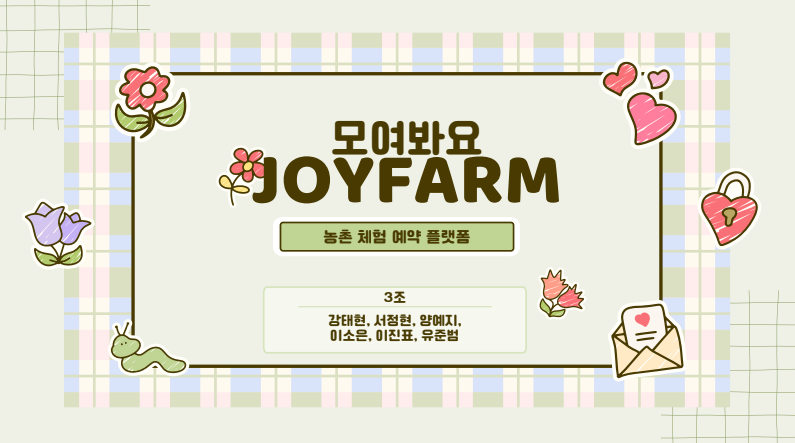 모여봐요
JOYFARM
농촌 체험 예약 플랫폼
3조
강태현, 서정현, 양예지,
이소은, 이진표, 유준범